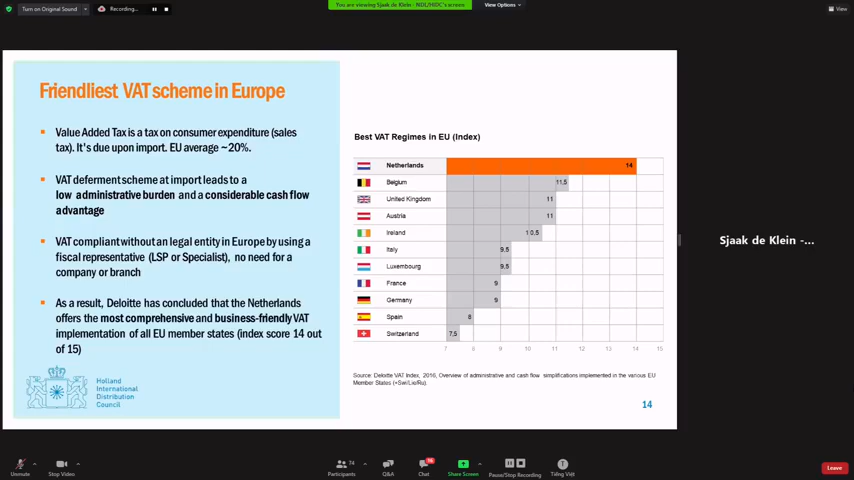 Turn on Original Sound
Recording...
You are viewing Sjaak de Klein - NDL/HIDC's screen
View Options
View
Friendliest VAT scheme in Europe
Value Added Tax is a tax on consumer expenditure (sales
tax). It's due upon import. EU average ~20%.
VAT deferment scheme at import leads to a
low administrative burden and a considerable cash flow
advantage
VAT compliant without an legal entity in Europe by using a
fiscal representative (LSP or Specialist), no need for a
company or branch
As a result, Deloitte has concluded that the Netherlands
offers the most comprehensive and business-friendly VAT
implementation of all EU member states (index score 14 out
of 15)
Holland
International
Distribution
Council
Best VAT Regimes in EU (Index)
Netherlands 14
Belgium 11,5
United Kingdom 11
Austria 11
Ireland 10,5
Italy 9,5
Luxembourg 9,5
France 9
Germany 9
Spain 8
Switzerland 7,5
7 8 9 10 11 12 13 14 15
Source: Deloitte VAT Index, 2016, Overview of administrative and cash flow simplifications implemented in the various EU
Member States (+Swi/Lie/Ru).
14
Sjaak de Klein -...
Unmute
Stop Video
Participants 74
Q&A
Chat
Share Screen
Pause/Stop Recording
Tiếng Việt
Leave